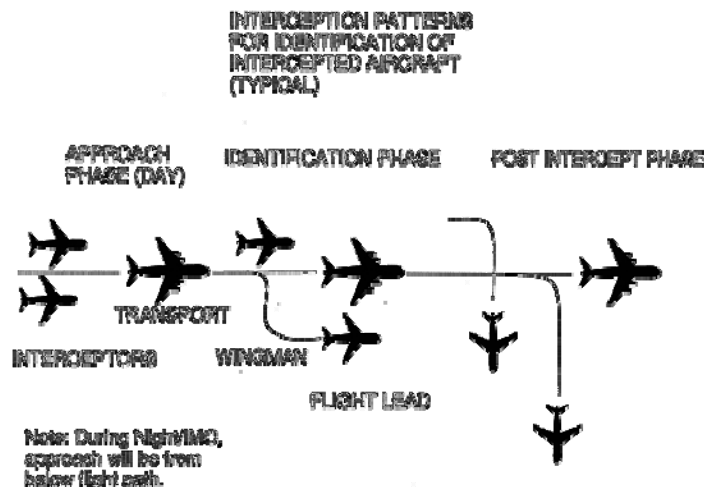 INTERCEPTION PATTERNS
FOR IDENTIFICATION OF
INTERCEPTED AIRCRAFT
(TYPICAL)
APPROACH
PHASE (DAY)
IDENTIFICATION PHASE
POST INTERCEPT PHASE
TRANSPORT
INTERCEPTORS
WINGMAN
FLIGHT LEAD
Note: During Night/IMC,
approach will be from
below flight path.